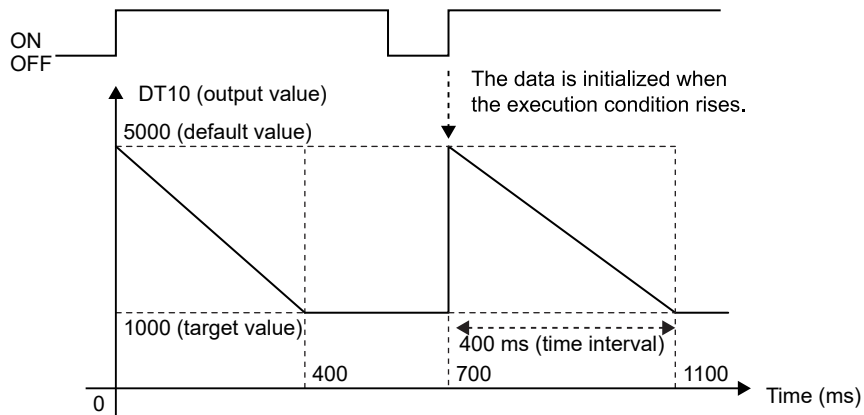 ON
OFF
DT10 (output value)
The data is initialized when
the execution condition rises.
5000 (default value)
1000 (target value)
400 ms (time interval)
400
700
1100
0
Time (ms)